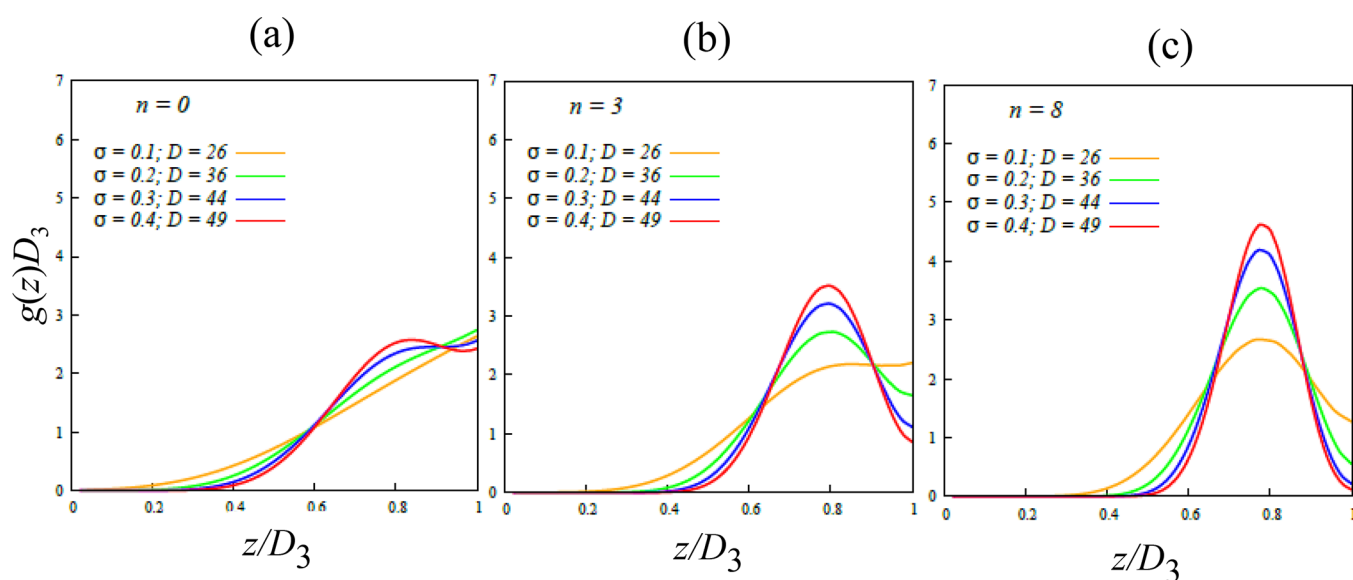 (a)
n = 0
σ = 0.1; D = 26
σ = 0.2; D = 36
σ = 0.3; D = 44
σ = 0.4; D = 49
7
6
5
4
3
2
1
0
0 0.2 0.4 0.6 0.8 1
g(z)D3
z/D3
(b)
n = 3
σ = 0.1; D = 26
σ = 0.2; D = 36
σ = 0.3; D = 44
σ = 0.4; D = 49
7
6
5
4
3
2
1
0
0 0.2 0.4 0.6 0.8 1
z/D3
(c)
n = 8
σ = 0.1; D = 26
σ = 0.2; D = 36
σ = 0.3; D = 44
σ = 0.4; D = 49
7
6
5
4
3
2
1
0
0 0.2 0.4 0.6 0.8 1
z/D3